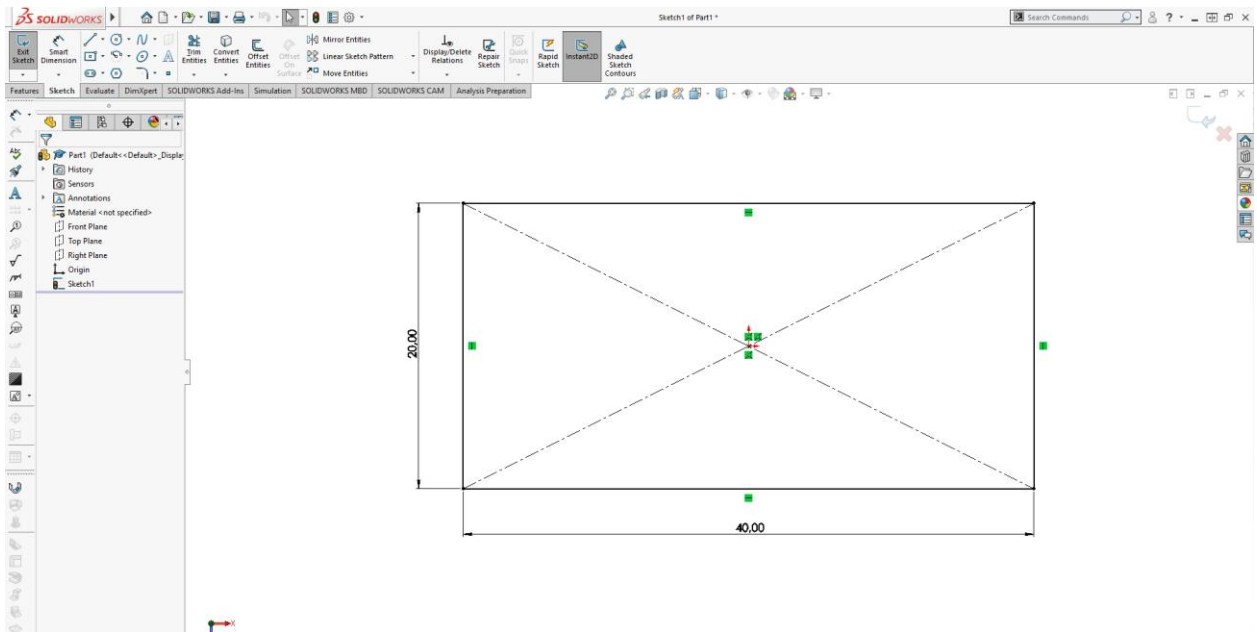 SOLIDWORKS
Sketch1 of Part1 *
Search Commands
Exit Sketch
Smart Dimension
Trim Entities
Convert Entities
Offset Entities
Offset On Surface
Mirror Entities
Linear Sketch Pattern
Move Entities
Display/Delete Relations
Repair Sketch
Quick Snaps
Rapid Sketch
Instant2D
Shaded Sketch Contours
Features Sketch Evaluate DimXpert SOLIDWORKS Add-Ins Simulation SOLIDWORKS MBD SOLIDWORKS CAM Analysis Preparation
Part1 (Default<<Default>_Display
History
Sensors
Annotations
Material <not specified>
Front Plane
Top Plane
Right Plane
Origin
Sketch1
20,00
40,00
X